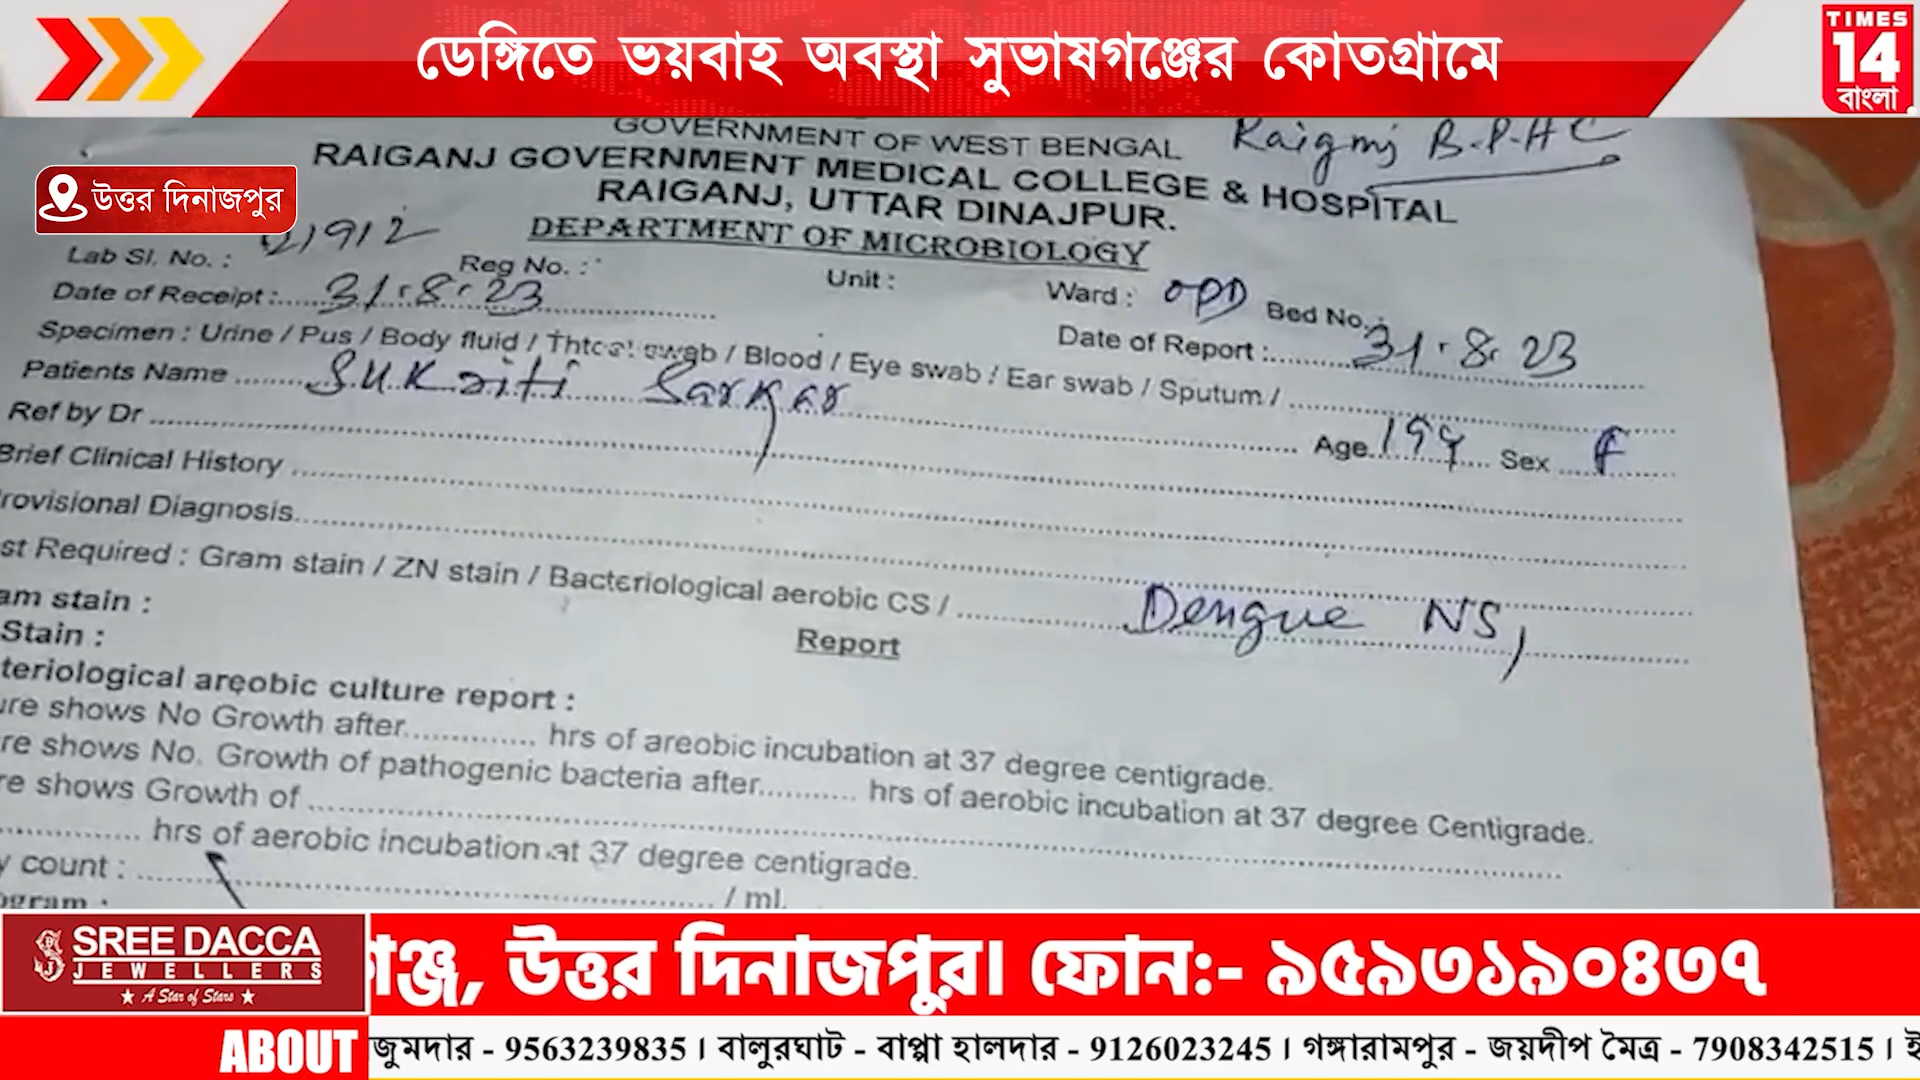 ডেঙ্গিতে ভয়বাহ অবস্থা সুভাষগঞ্জের কোতগ্রামে
TIMES
14
বাংলা
উত্তর দিনাজপুর
GOVERNMENT OF WEST BENGAL
Raiganj B.P.H.C
RAIGANJ GOVERNMENT MEDICAL COLLEGE & HOSPITAL
RAIGANJ, UTTAR DINAJPUR.
DEPARTMENT OF MICROBIOLOGY
Lab Sl. No. :
Reg No. :
Unit :
Ward : OPD Bed No.:
Date of Receipt :...... 31.8.23
Date of Report :........ 31.8.23
Specimen : Urine / Pus / Body fluid / Throat swab / Blood / Eye swab / Ear swab / Sputum /
Patients Name ........ Sukriti Sarkar
Age 19y Sex F
Ref by Dr
Brief Clinical History
rovisional Diagnosis
st Required : Gram stain / ZN stain / Bacteriological aerobic CS / Dengue NS1
Report
am stain :
Stain :
teriological areobic culture report :
ure shows No Growth after............. hrs of areobic incubation at 37 degree centigrade.
re shows No. Growth of pathogenic bacteria after........... hrs of aerobic incubation at 37 degree Centigrade.
re shows Growth of
hrs of aerobic incubation at 37 degree centigrade.
y count : / ml.
ogram :
SREE DACCA
JEWELLERS
★ A Star of Stars ★
গঞ্জ, উত্তর দিনাজপুর। ফোন:- ৯৫৯৩১৯০৪৩৭
ABOUT
জুমদার - 9563239835 । বালুরঘাট - বাপ্পা হালদার - 9126023245 । গঙ্গারামপুর - জয়দীপ মৈত্র - 7908342515 । ই